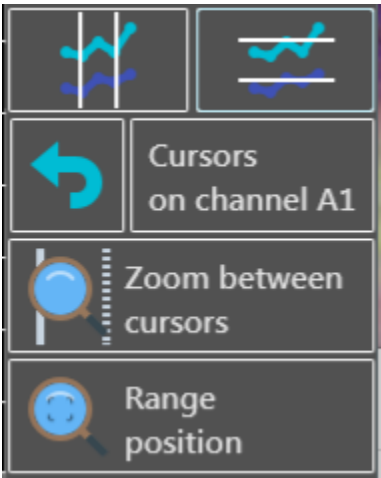 Cursors
on channel A1
Zoom between
cursors
Range
position